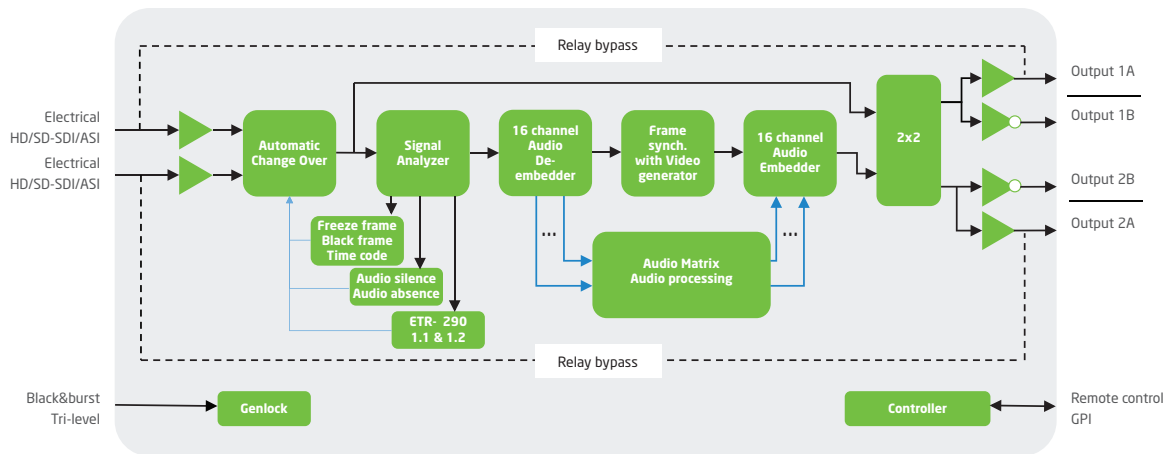 Relay bypass
Output 1A
Electrical
HD/SD-SDI/ASI
Output 1B
Electrical
HD/SD-SDI/ASI
Automatic
Change Over
Signal
Analyzer
16 channel
Audio
De-
embedder
Frame
synch.
with Video
generator
16 channel
Audio
Embedder
2x2
Output 2B
Output 2A
Freeze frame
Black frame
Time code
...
...
Audio silence
Audio absence
Audio Matrix
Audio processing
ETR- 290
1.1 & 1.2
Relay bypass
Black&burst
Tri-level
Genlock
Controller
Remote control
GPI